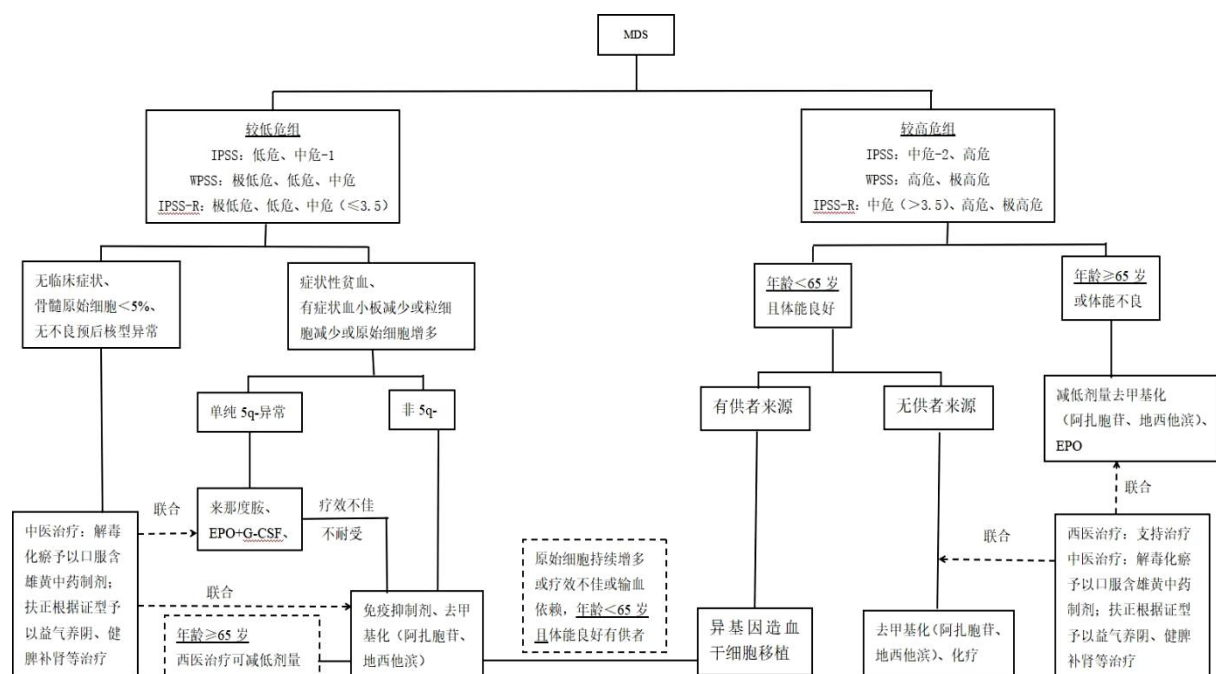 MDS
较低危组
IPSS：低危、中危-1
WPSS：极低危、低危、中危
IPSS-R：极低危、低危、中危（≤3.5）
较高危组
IPSS：中危-2、高危
WPSS：高危、极高危
IPSS-R：中危（＞3.5）、高危、极高危
无临床症状、
骨髓原始细胞＜5%、
无不良预后核型异常
症状性贫血、
有症状血小板减少或粒细
胞减少或原始细胞增多
年龄＜65 岁
且体能良好
年龄≥65 岁
或体能不良
单纯 5q-异常
非 5q-
有供者来源
无供者来源
减低剂量去甲基化
（阿扎胞苷、地西他滨）、
EPO
来那度胺、
EPO+G-CSF、
疗效不佳
不耐受
联合
联合
联合
联合
中医治疗：解毒
化瘀予以口服含
雄黄中药制剂；
扶正根据证型予
以益气养阴、健
脾补肾等治疗
年龄≥65 岁
西医治疗可减低剂量
免疫抑制剂、去甲
基化（阿扎胞苷、
地西他滨）
原始细胞持续增多
或疗效不佳或输血
依赖，年龄＜65 岁
且体能良好有供者
异基因造血
干细胞移植
去甲基化（阿扎胞苷、
地西他滨）、化疗
西医治疗：支持治疗
中医治疗：解毒化瘀
予以口服含雄黄中药
制剂；扶正根据证型
予以益气养阴、健脾
补肾等治疗